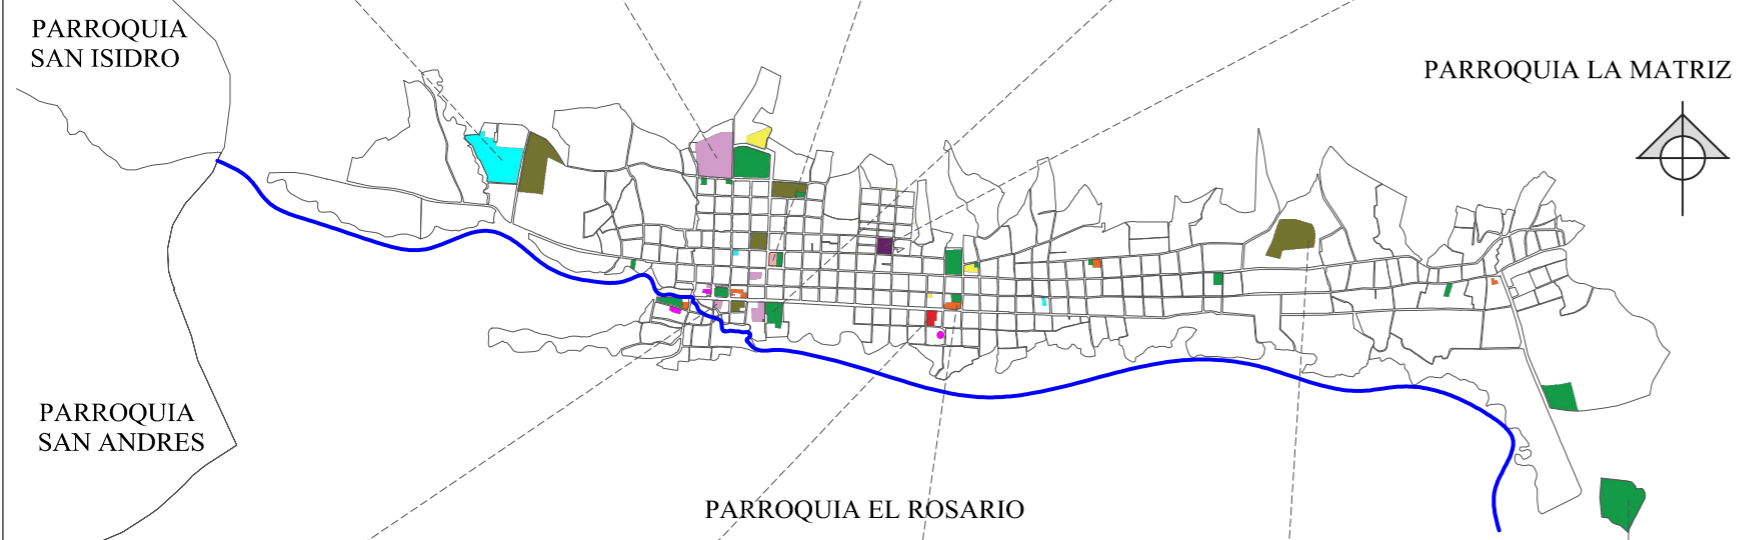 PARROQUIA
SAN ISIDRO
PARROQUIA LA MATRIZ
PARROQUIA
SAN ANDRES
PARROQUIA EL ROSARIO